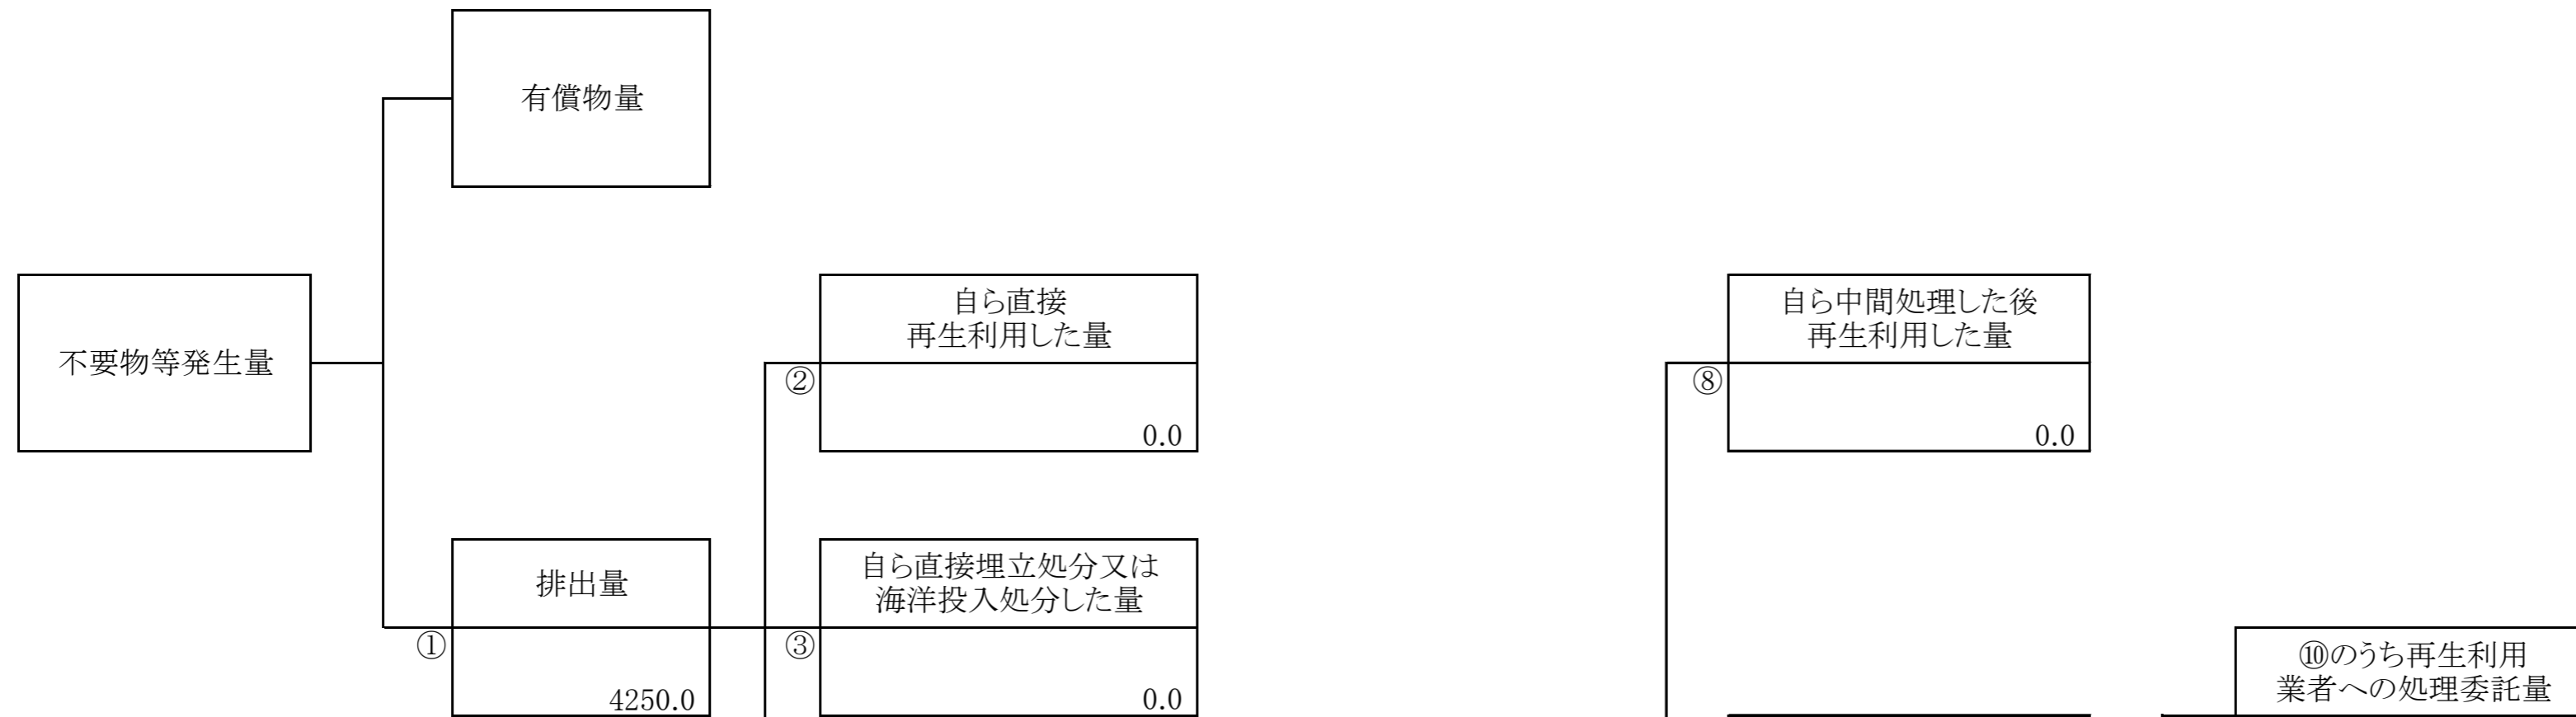 有償物量
不要物等発生量
自ら直接
再生利用した量
②
0.0
自ら中間処理した後
再生利用した量
⑧
0.0
排出量
①
4250.0
自ら直接埋立処分又は
海洋投入処分した量
③
0.0
⑩のうち再生利用
業者への処理委託量